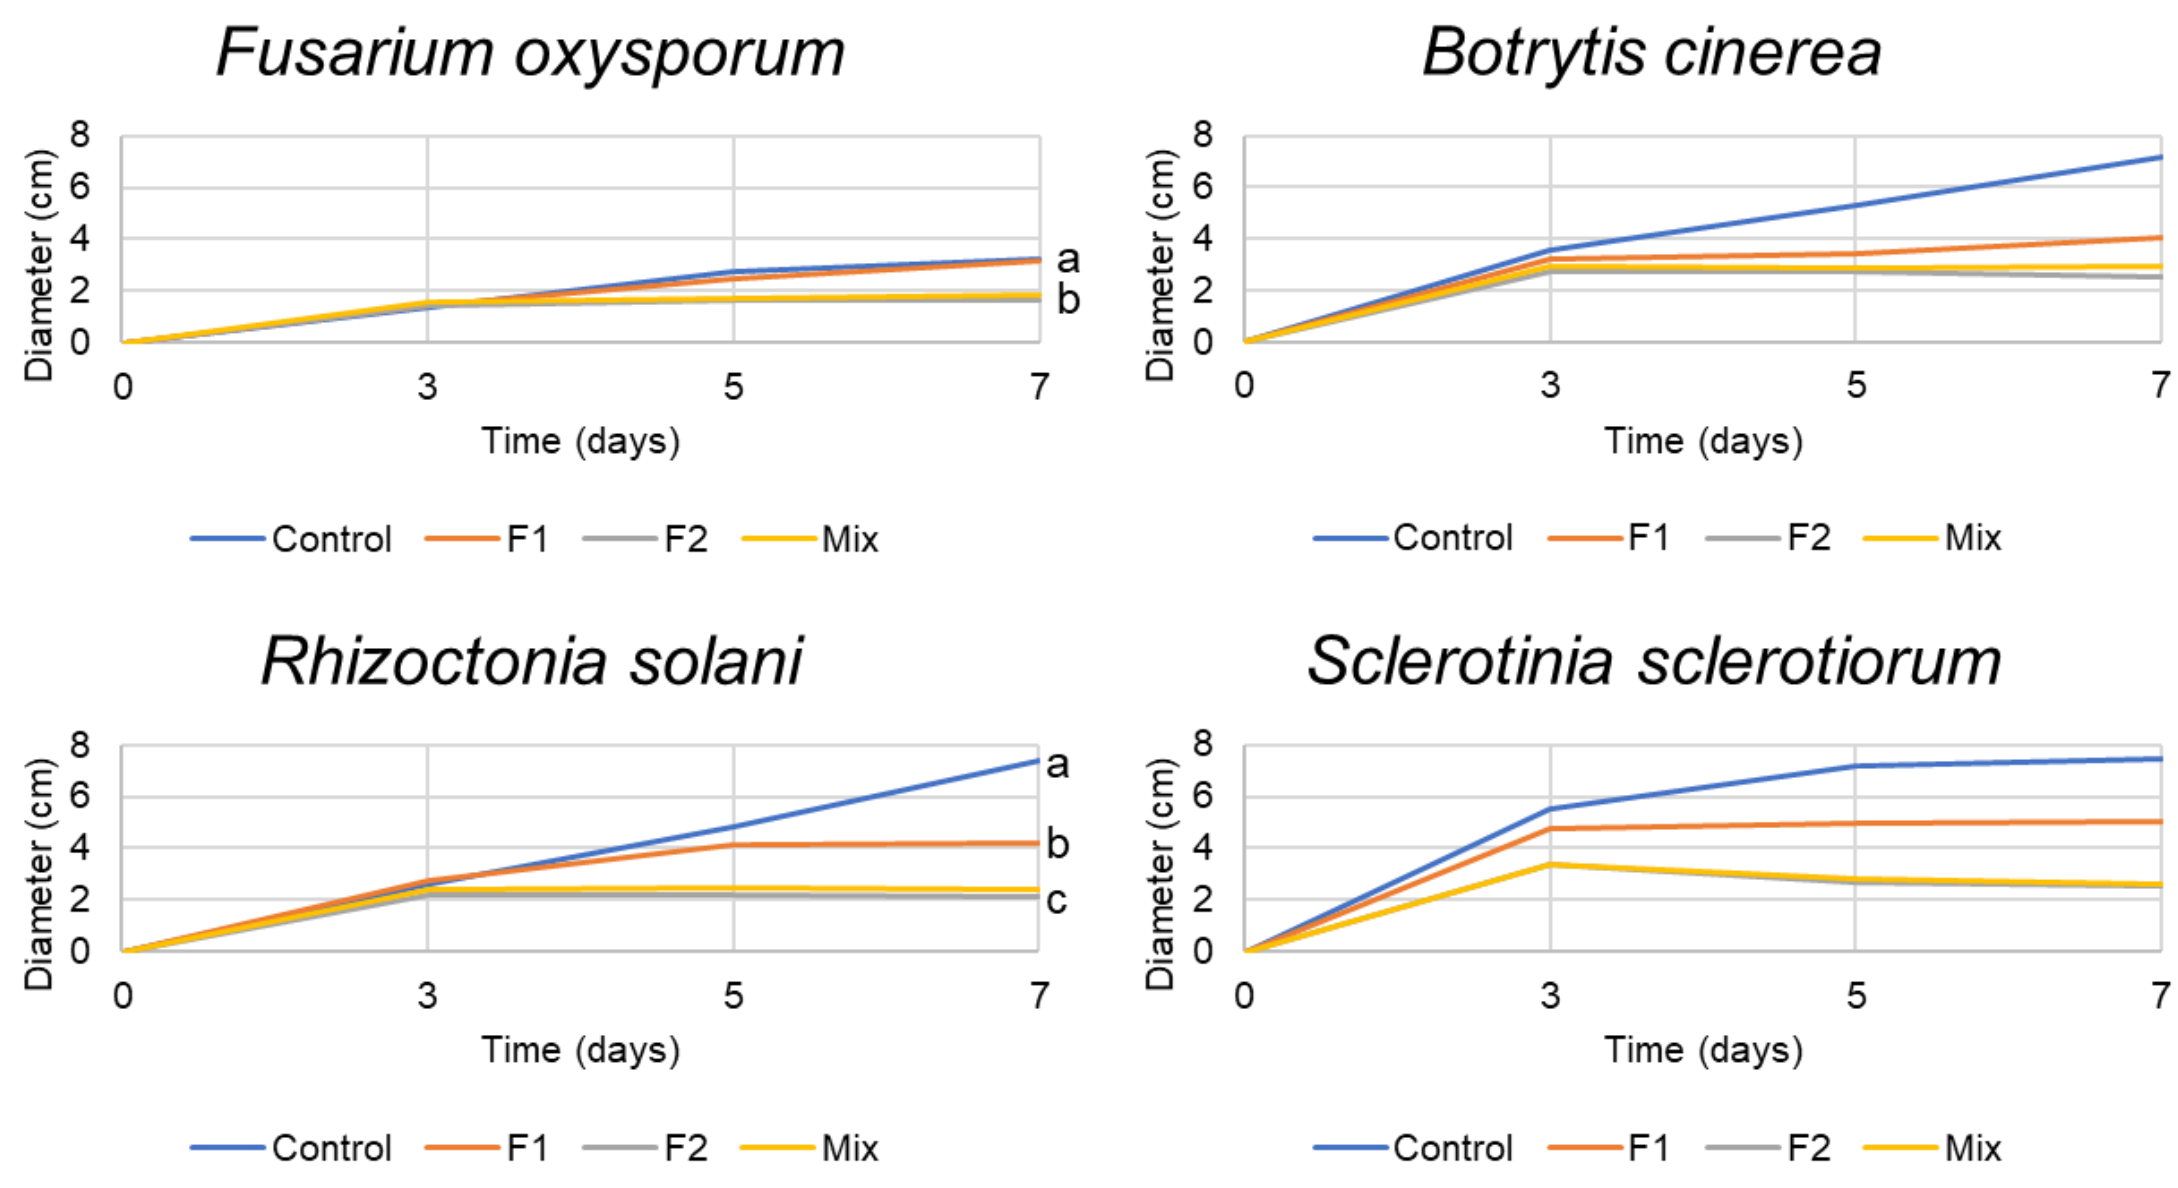 Fusarium oxysporum
Diameter (cm)
8
6
4
2
0
a
b
0 3 5 7
Time (days)
Control F1 F2 Mix
Botrytis cinerea
Diameter (cm)
8
6
4
2
0
0 3 5 7
Time (days)
Control F1 F2 Mix
Rhizoctonia solani
Diameter (cm)
8
6
4
2
0
a
b
c
0 3 5 7
Time (days)
Control F1 F2 Mix
Sclerotinia sclerotiorum
Diameter (cm)
8
6
4
2
0
0 3 5 7
Time (days)
Control F1 F2 Mix